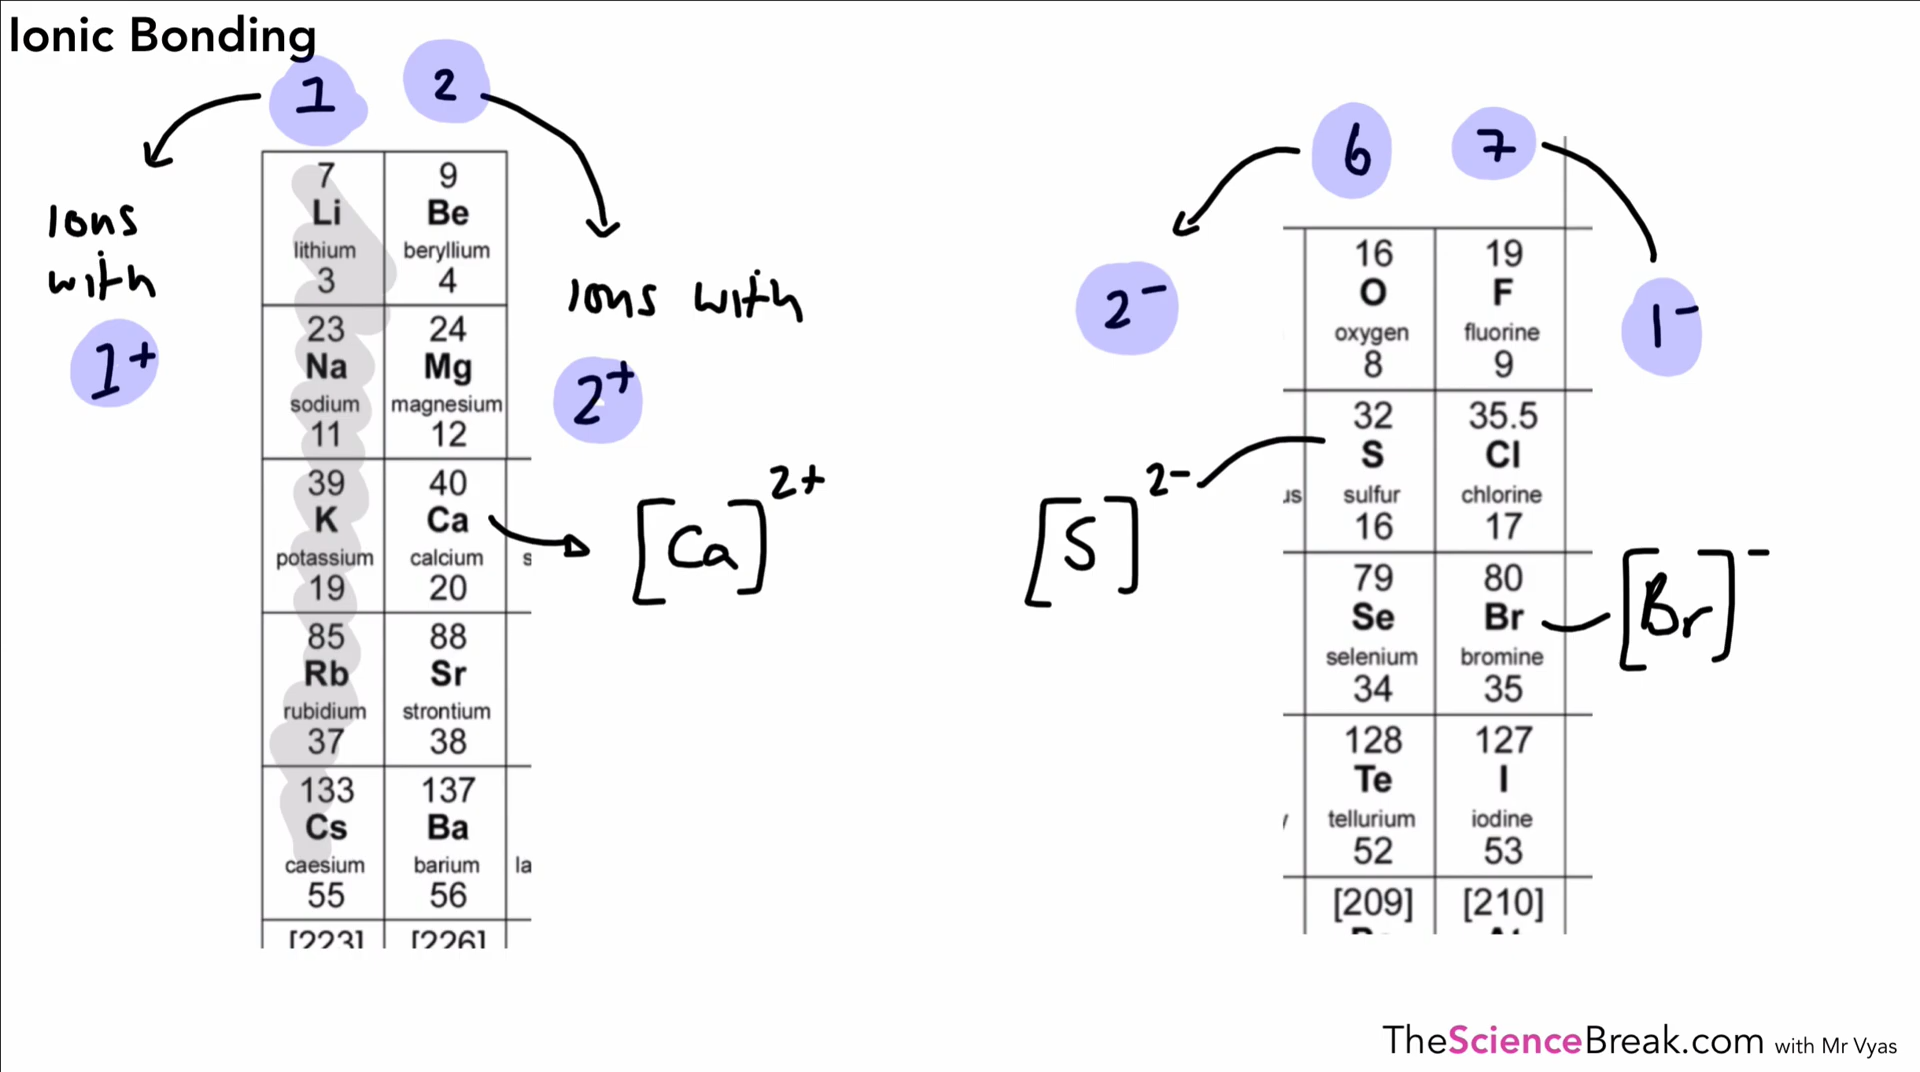 Ionic Bonding
1 2
Ions
with
1+
7 9
Li Be
lithium beryllium
3 4
23 24
Na Mg
sodium magnesium
11 12
39 40
K Ca
potassium calcium s
19 20
85 88
Rb Sr
rubidium strontium
37 38
133 137
Cs Ba
caesium barium la
55 56
[223] [226]
Ions with
2+
[Ca]2+
6 7
2- 1-
16 19
O F
oxygen fluorine
8 9
32 35.5
S Cl
us sulfur chlorine
16 17
79 80
Se Br
selenium bromine
34 35
128 127
Te I
tellurium iodine
52 53
[209] [210]
[S]2-
[Br]-
TheScienceBreak.com with Mr Vyas